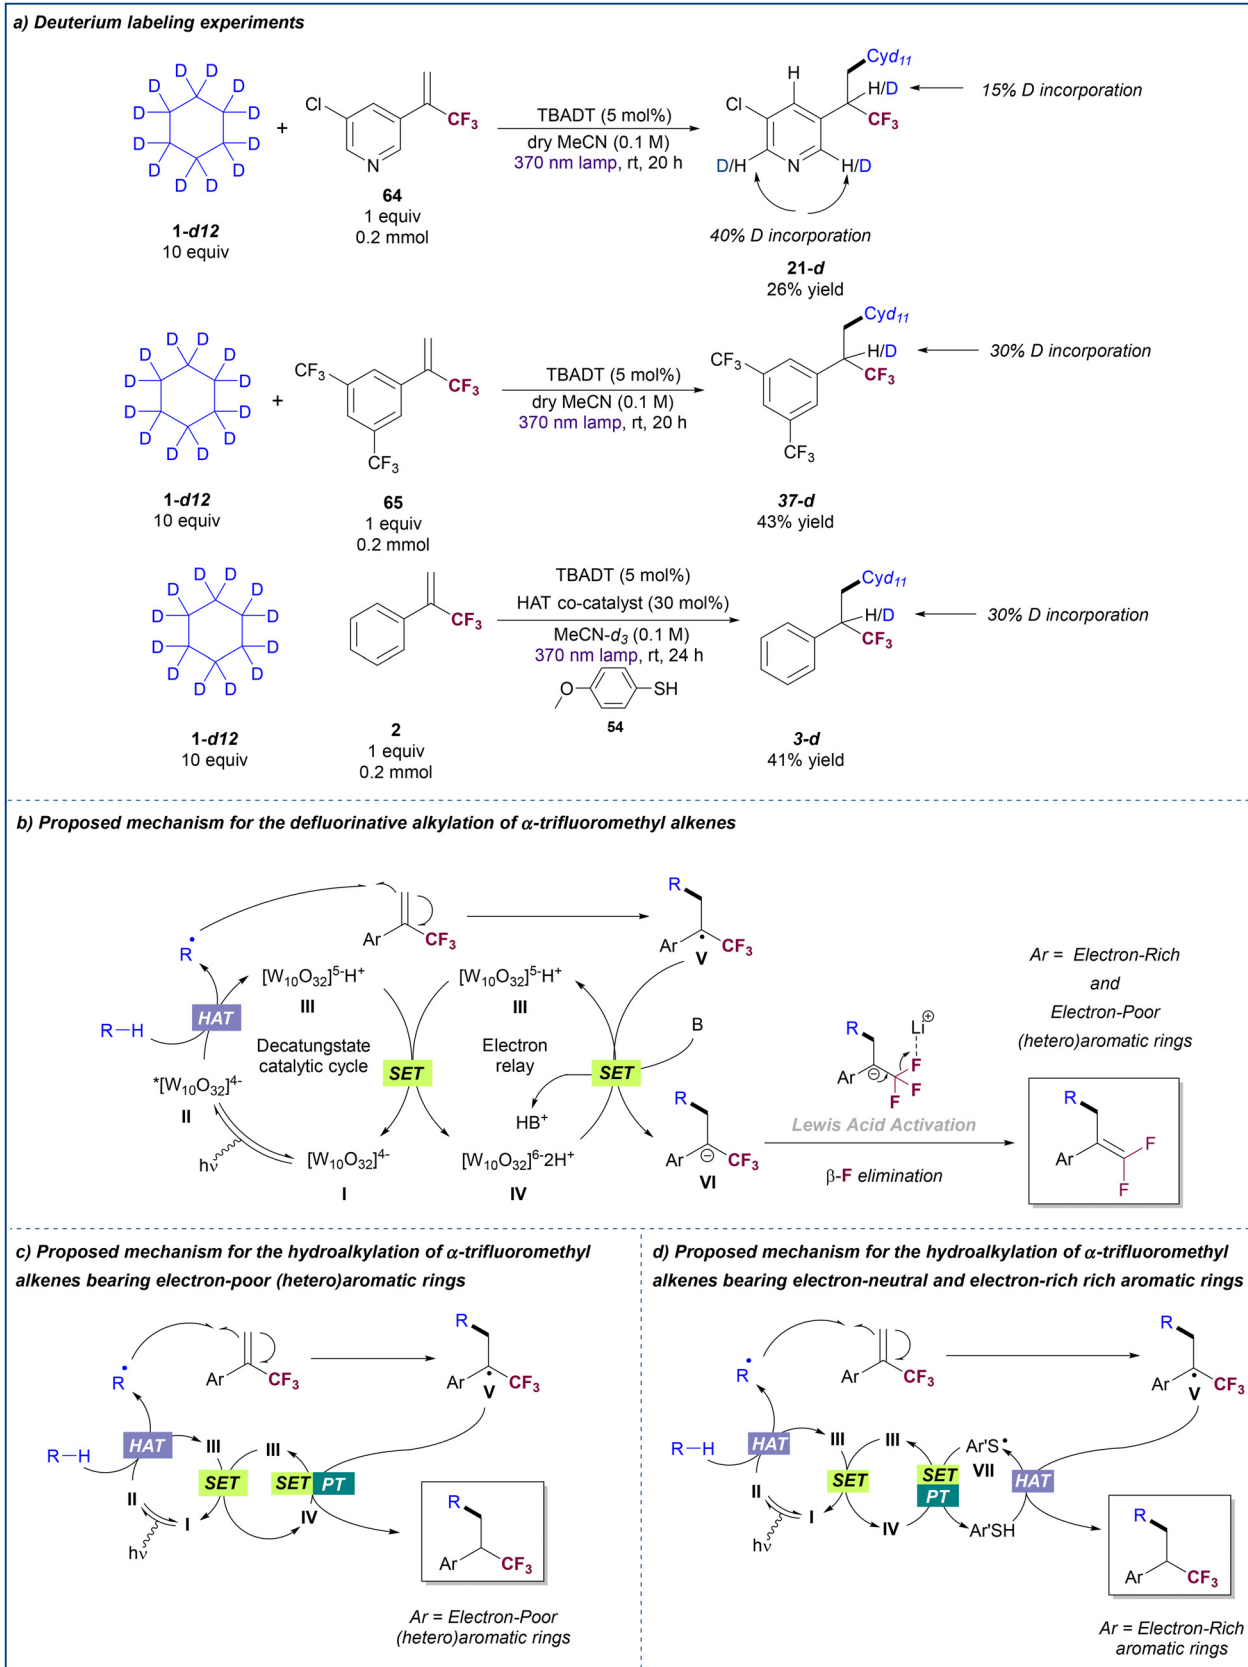 a) Deuterium labeling experiments
D D
D D
D D
D D
D D
D D
1-d12
10 equiv
+
Cl
N
CF3
64
1 equiv
0.2 mmol
TBADT (5 mol%)
dry MeCN (0.1 M)
370 nm lamp, rt, 20 h
Cyd11
H
H/D
Cl
CF3
D/H
N
H/D
15% D incorporation
40% D incorporation
21-d
26% yield
D D
D D
D D
D D
D D
D D
1-d12
10 equiv
+
CF3
CF3
CF3
65
1 equiv
0.2 mmol
TBADT (5 mol%)
dry MeCN (0.1 M)
370 nm lamp, rt, 20 h
Cyd11
H/D
CF3
CF3
CF3
30% D incorporation
37-d
43% yield
D D
D D
D D
D D
D D
D D
1-d12
10 equiv
CF3
2
1 equiv
0.2 mmol
TBADT (5 mol%)
HAT co-catalyst (30 mol%)
MeCN-d3 (0.1 M)
370 nm lamp, rt, 24 h
O
SH
54
Cyd11
H/D
CF3
30% D incorporation
3-d
41% yield
b) Proposed mechanism for the defluorinative alkylation of α-trifluoromethyl alkenes
R•
Ar
CF3
R
Ar
•
CF3
V
[W10O32]5-H+
III
[W10O32]5-H+
III
HAT
R−H
Decatungstate
catalytic cycle
SET
Electron
relay
SET
B
HB+
*[W10O32]4-
II
hν
[W10O32]4-
I
[W10O32]6-2H+
IV
R
Ar
⊖
CF3
VI
R
Li⊕
Ar
⊖
F
F
F
Lewis Acid Activation
β-F elimination
Ar = Electron-Rich
and
Electron-Poor
(hetero)aromatic rings
R
Ar
F
F
c) Proposed mechanism for the hydroalkylation of α-trifluoromethyl
alkenes bearing electron-poor (hetero)aromatic rings
R•
Ar
CF3
R
Ar
•
CF3
V
R−H
HAT
III
III
SET
SET PT
II
I
IV
hν
R
Ar
CF3
Ar = Electron-Poor
(hetero)aromatic rings
d) Proposed mechanism for the hydroalkylation of α-trifluoromethyl
alkenes bearing electron-neutral and electron-rich rich aromatic rings
R•
Ar
CF3
R
Ar
•
CF3
V
R−H
HAT
III
III
Ar'S•
VII
SET
SET
PT
HAT
II
I
IV
Ar'SH
hν
R
Ar
CF3
Ar = Electron-Rich
aromatic rings